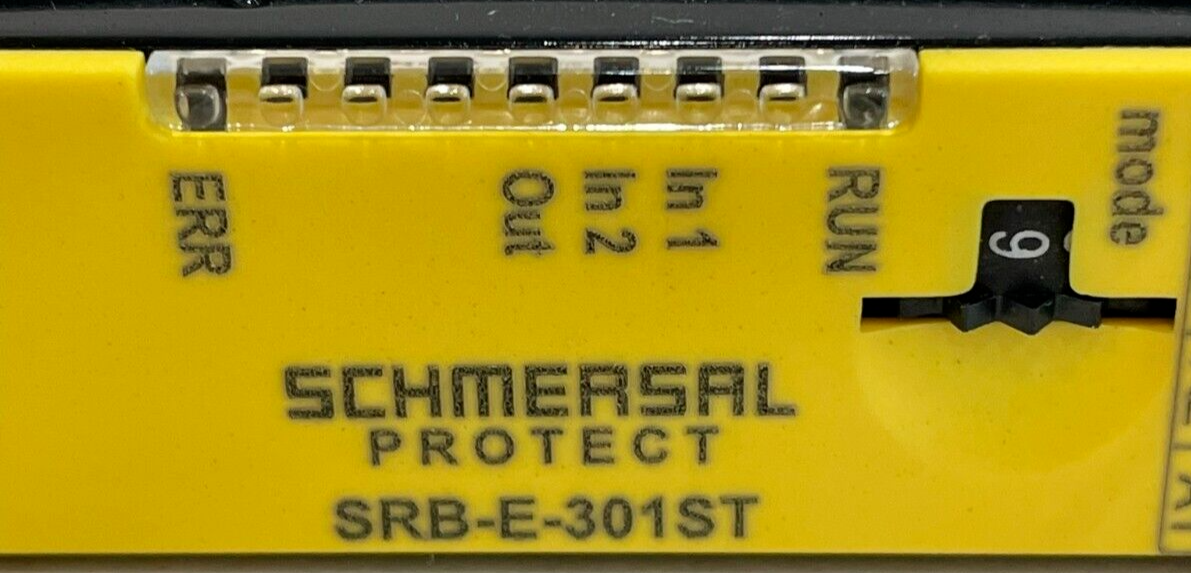 ERR
Out
In 2
In 1
RUN
mode
9
SCHMERSAL
PROTECT
SRB-E-301ST